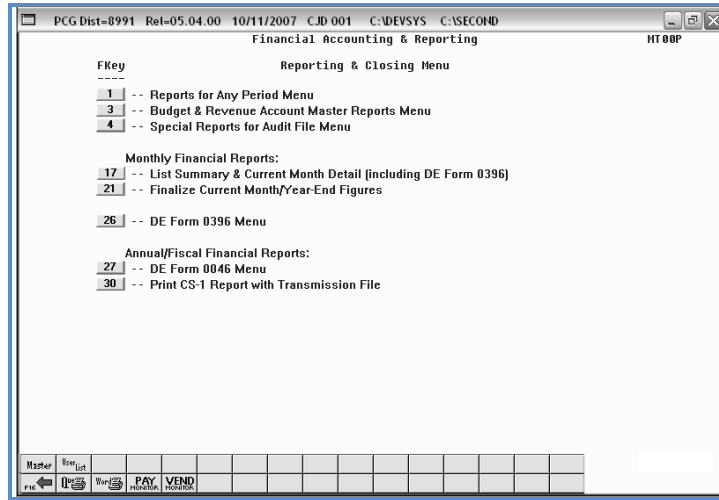 PCG Dist=8991 Rel=05.04.00 10/11/2007 CJD 001 C:\DEVSYS C:\SECOND
Financial Accounting & Reporting MT00P
FKey Reporting & Closing Menu
----
1 -- Reports for Any Period Menu
3 -- Budget & Revenue Account Master Reports Menu
4 -- Special Reports for Audit File Menu
Monthly Financial Reports:
17 -- List Summary & Current Month Detail (including DE Form 0396)
21 -- Finalize Current Month/Year-End Figures
26 -- DE Form 0396 Menu
Annual/Fiscal Financial Reports:
27 -- DE Form 0046 Menu
30 -- Print CS-1 Report with Transmission File
Master User List
F16 Que Word PAY MONITOR VEND MONITOR